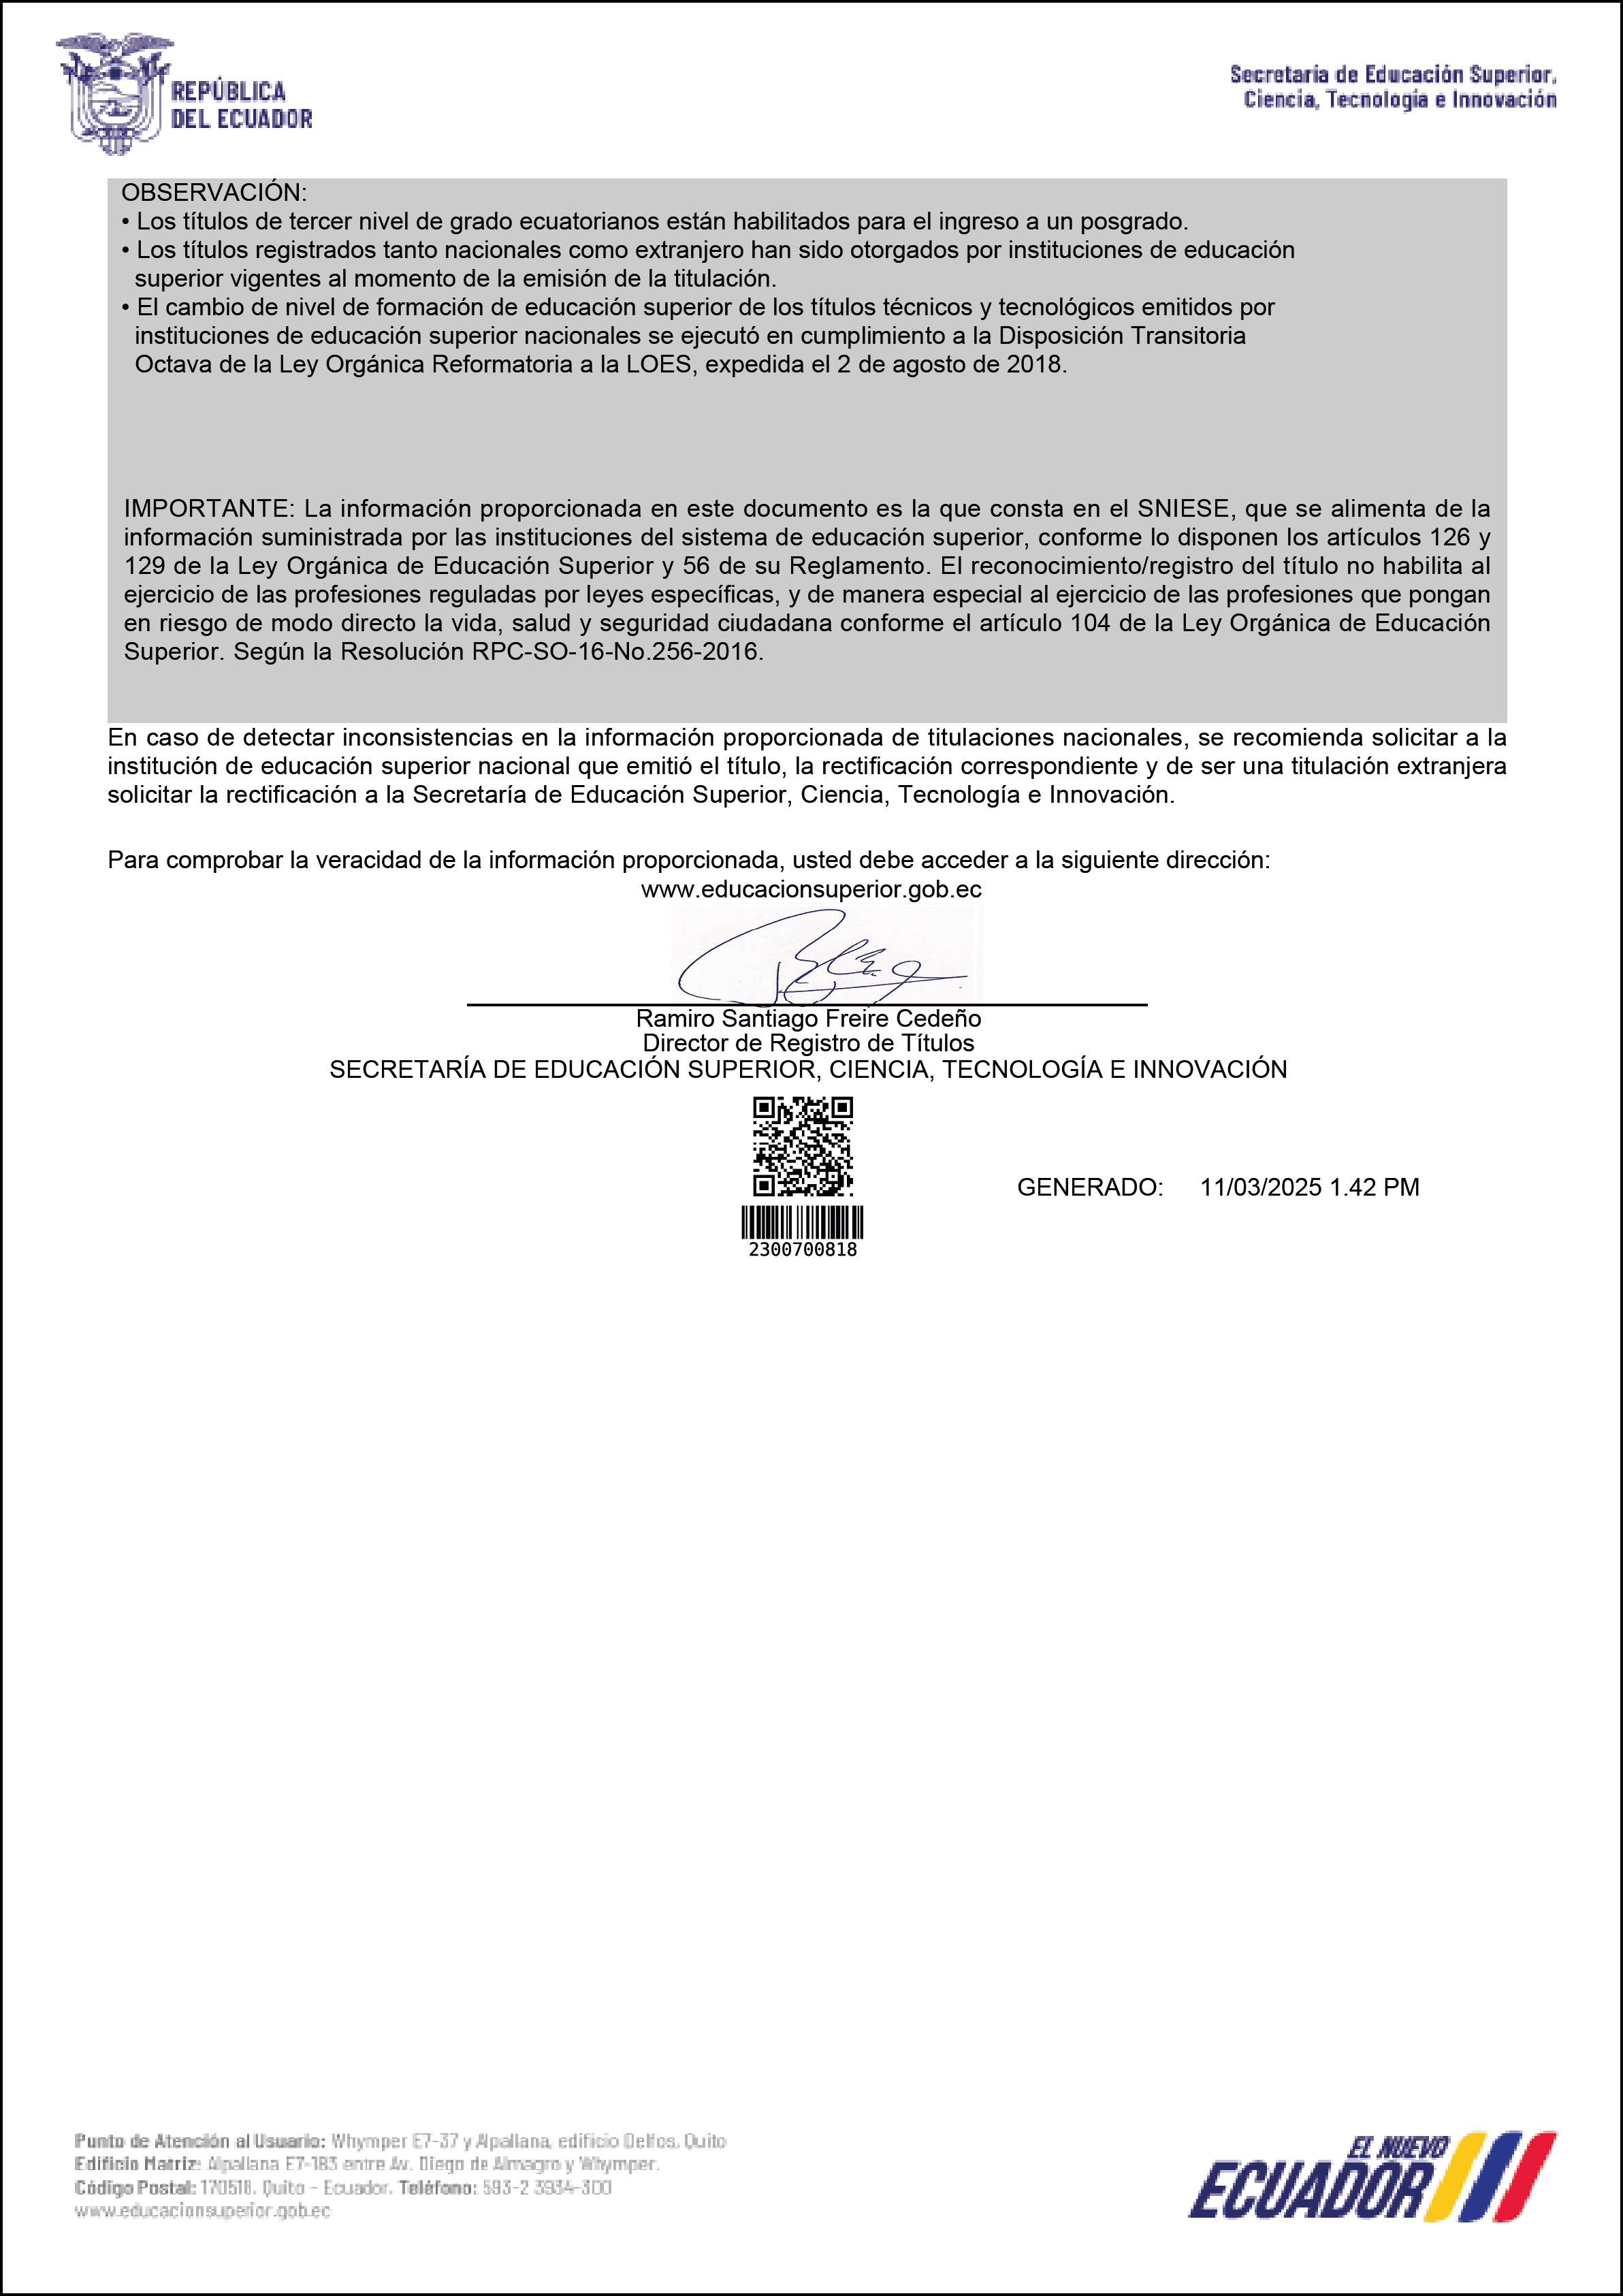 REPÚBLICA
DEL ECUADOR
Secretaría de Educación Superior,
Ciencia, Tecnología e Innovación
OBSERVACIÓN:
• Los títulos de tercer nivel de grado ecuatorianos están habilitados para el ingreso a un posgrado.
• Los títulos registrados tanto nacionales como extranjero han sido otorgados por instituciones de educación
superior vigentes al momento de la emisión de la titulación.
• El cambio de nivel de formación de educación superior de los títulos técnicos y tecnológicos emitidos por
instituciones de educación superior nacionales se ejecutó en cumplimiento a la Disposición Transitoria
Octava de la Ley Orgánica Reformatoria a la LOES, expedida el 2 de agosto de 2018.
IMPORTANTE: La información proporcionada en este documento es la que consta en el SNIESE, que se alimenta de la
información suministrada por las instituciones del sistema de educación superior, conforme lo disponen los artículos 126 y
129 de la Ley Orgánica de Educación Superior y 56 de su Reglamento. El reconocimiento/registro del título no habilita al
ejercicio de las profesiones reguladas por leyes específicas, y de manera especial al ejercicio de las profesiones que pongan
en riesgo de modo directo la vida, salud y seguridad ciudadana conforme el artículo 104 de la Ley Orgánica de Educación
Superior. Según la Resolución RPC-SO-16-No.256-2016.
En caso de detectar inconsistencias en la información proporcionada de titulaciones nacionales, se recomienda solicitar a la
institución de educación superior nacional que emitió el título, la rectificación correspondiente y de ser una titulación extranjera
solicitar la rectificación a la Secretaría de Educación Superior, Ciencia, Tecnología e Innovación.
Para comprobar la veracidad de la información proporcionada, usted debe acceder a la siguiente dirección:
www.educacionsuperior.gob.ec
Ramiro Santiago Freire Cedeño
Director de Registro de Títulos
SECRETARÍA DE EDUCACIÓN SUPERIOR, CIENCIA, TECNOLOGÍA E INNOVACIÓN
GENERADO: 11/03/2025 1.42 PM
2300700818
Punto de Atención al Usuario: Whymper E7-37 y Alpallana, edificio Delfos, Quito
Edificio Matriz: Alpallana E7-183 entre Av. Diego de Almagro y Whymper.
Código Postal: 170518. Quito - Ecuador. Teléfono: 593-2 3934-300
www.educacionsuperior.gob.ec
EL NUEVO
ECUADOR